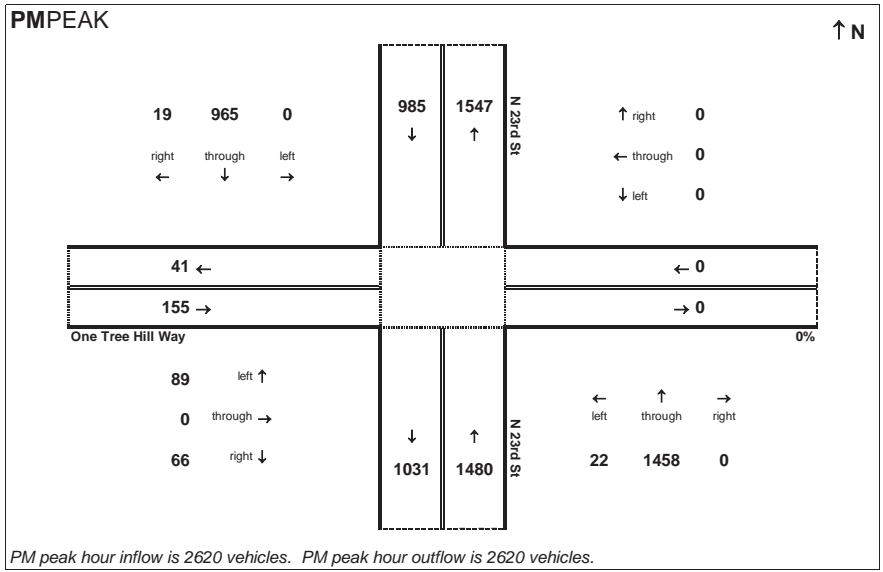 PMPEAK
↑ N
985 1547
↓ ↑
N 23rd St
19 965 0
right through left
← ↓ →
↑ right 0
← through 0
↓ left 0
41 ←
155 →
← 0
→ 0
One Tree Hill Way
0%
89 left ↑
0 through →
66 right ↓
↓ ↑
1031 1480
N 23rd St
← ↑ →
left through right
22 1458 0
PM peak hour inflow is 2620 vehicles. PM peak hour outflow is 2620 vehicles.